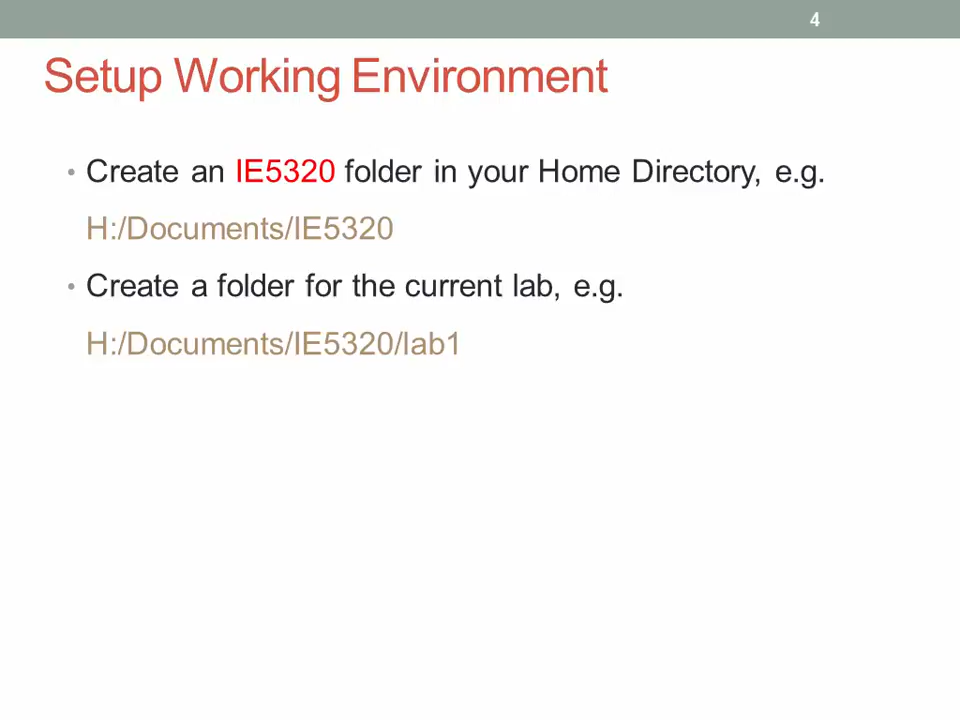 4
Setup Working Environment
• Create an IE5320 folder in your Home Directory, e.g.
H:/Documents/IE5320
• Create a folder for the current lab, e.g.
H:/Documents/IE5320/lab1